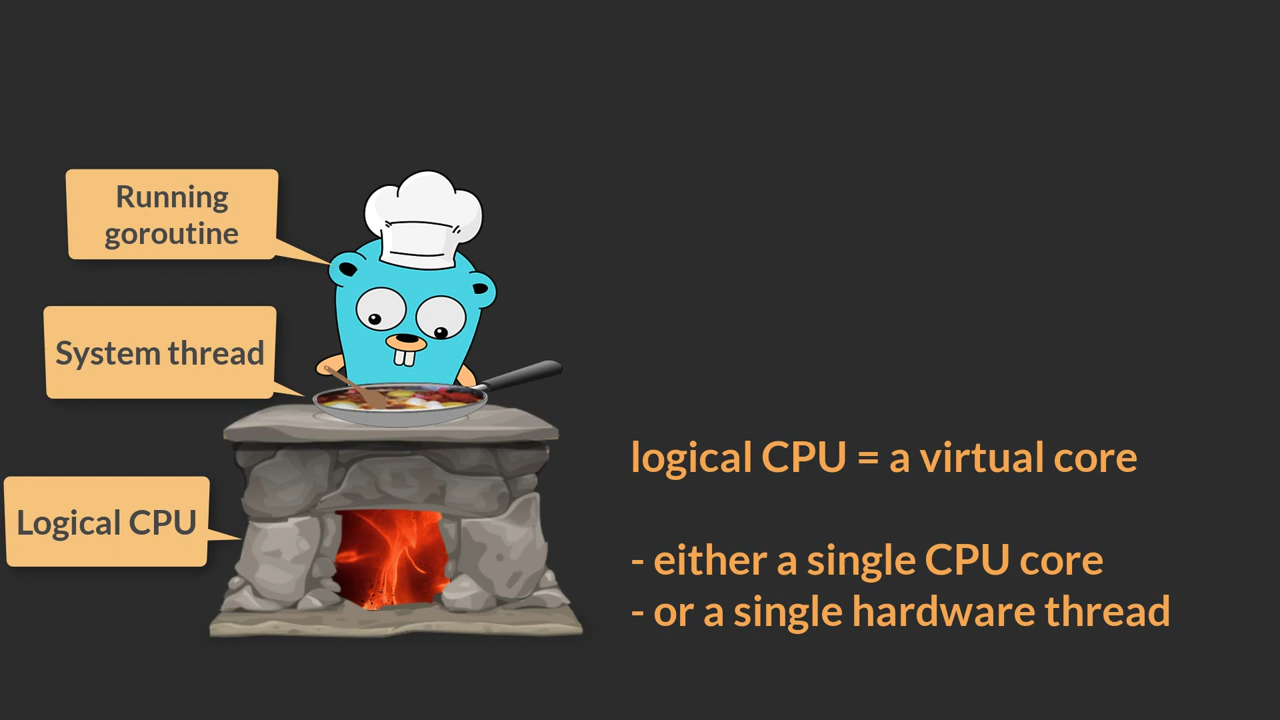 Running
goroutine
System thread
Logical CPU
logical CPU = a virtual core
- either a single CPU core
- or a single hardware thread